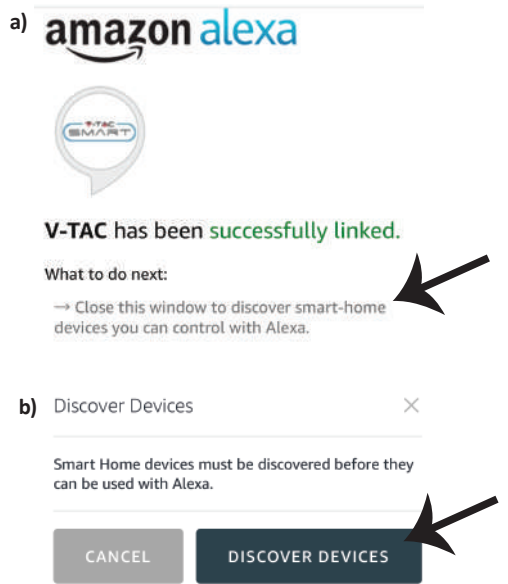 a)
amazon alexa
V-TAC
SMART
V-TAC has been successfully linked.
What to do next:
→ Close this window to discover smart-home
devices you can control with Alexa.
b) Discover Devices ×
Smart Home devices must be discovered before they
can be used with Alexa.
CANCEL DISCOVER DEVICES